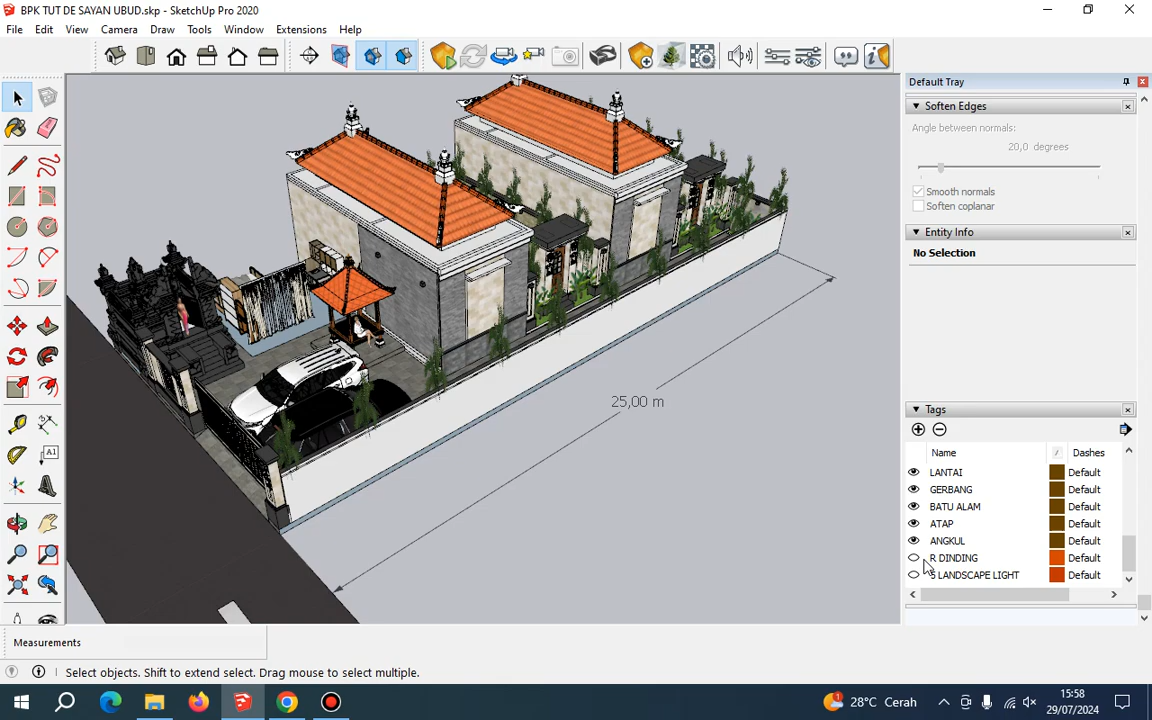 BPK TUT DE SAYAN UBUD.skp - SketchUp Pro 2020
File Edit View Camera Draw Tools Window Extensions Help
Default Tray
Soften Edges
Angle between normals:
20,0 degrees
Smooth normals
Soften coplanar
Entity Info
No Selection
25,00 m
Tags
Name Dashes
LANTAI Default
GERBANG Default
BATU ALAM Default
ATAP Default
ANGKUL Default
R DINDING Default
S LANDSCAPE LIGHT Default
A1
Measurements
Select objects. Shift to extend select. Drag mouse to select multiple.
28°C Cerah
15:58
29/07/2024